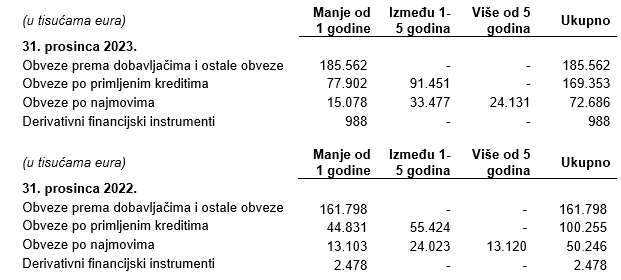 (u tisućama eura) Manje od 1 godine Između 1-5 godina Više od 5 godina Ukupno
31. prosinca 2023.
Obveze prema dobavljačima i ostale obveze 185.562 - - 185.562
Obveze po primljenim kreditima 77.902 91.451 - 169.353
Obveze po najmovima 15.078 33.477 24.131 72.686
Derivativni financijski instrumenti 988 - - 988
(u tisućama eura) Manje od 1 godine Između 1-5 godina Više od 5 godina Ukupno
31. prosinca 2022.
Obveze prema dobavljačima i ostale obveze 161.798 - - 161.798
Obveze po primljenim kreditima 44.831 55.424 - 100.255
Obveze po najmovima 13.103 24.023 13.120 50.246
Derivativni financijski instrumenti 2.478 - - 2.478